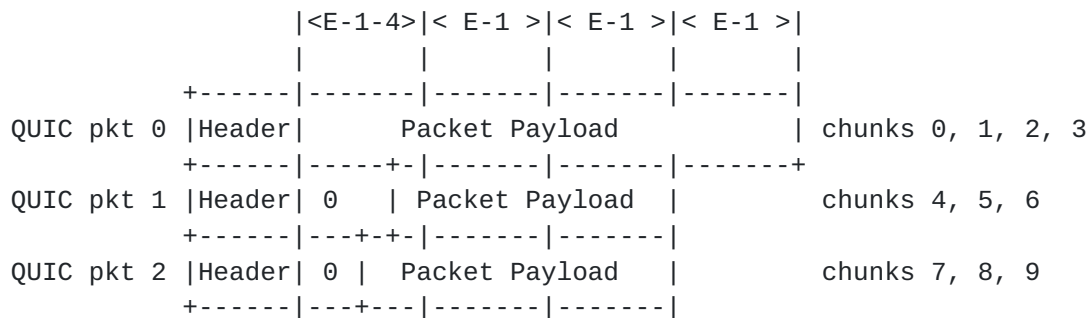 |<E-1-4>|< E-1 >|< E-1 >|< E-1 >|
|       |       |       |       |
+------|-------|-------|-------|-------|
QUIC pkt 0 |Header|      Packet Payload           | chunks 0, 1, 2, 3
+------|-----+-|-------|-------|-------+
QUIC pkt 1 |Header| 0   | Packet Payload  |         chunks 4, 5, 6
+------|---+-+-|-------|-------|
QUIC pkt 2 |Header| 0 |  Packet Payload   |         chunks 7, 8, 9
+------|---+---|-------|-------|